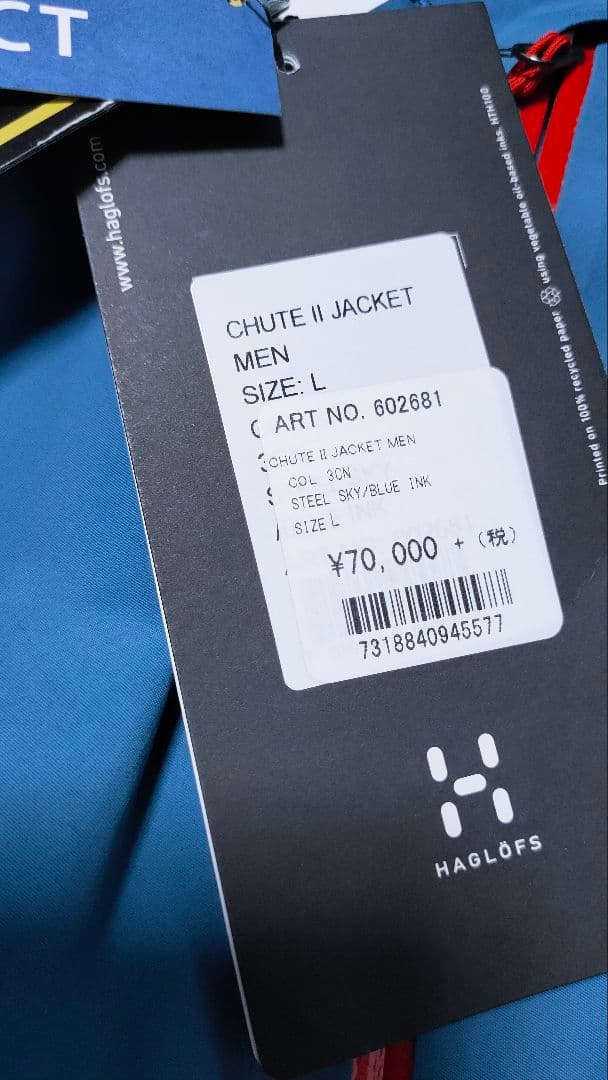 CT
www.haglofs.com
Printed on 100% recycled paper using vegetable oil-based inks. HTH100
CHUTE II JACKET
MEN
SIZE: L
ART NO. 602681
CHUTE II JACKET MEN
COL 3CN
STEEL SKY/BLUE INK
SIZE L
¥70,000 +（税）
7318840945577
HAGLÖFS